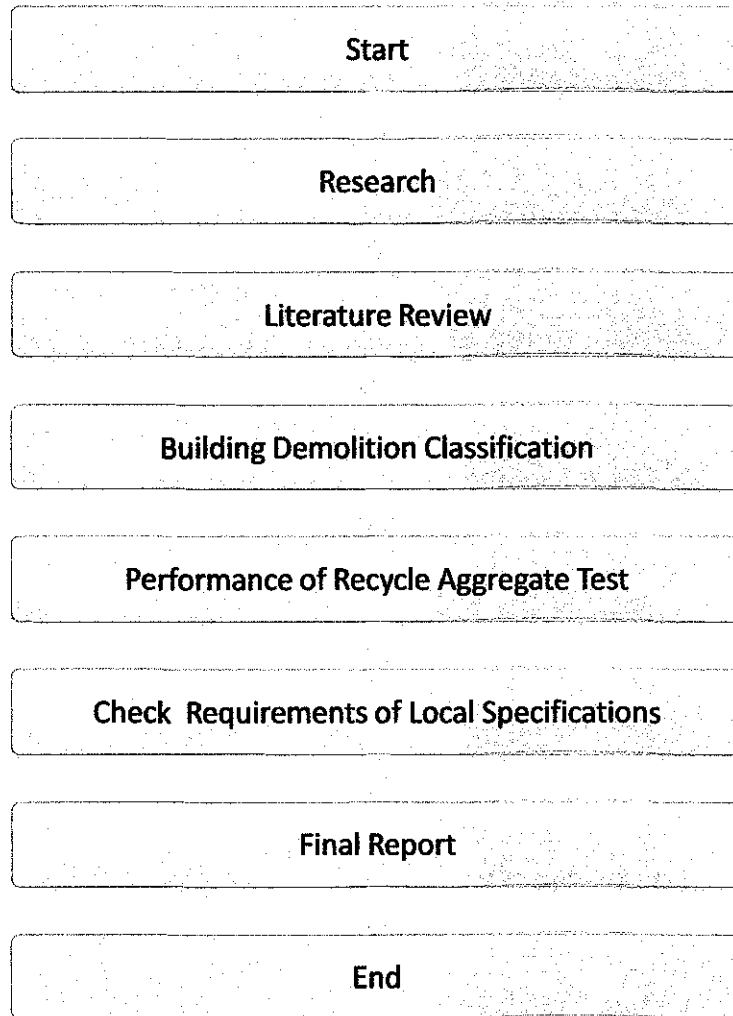 Start
Research
Literature Review
Building Demolition Classification
Performance of Recycle Aggregate Test
Check Requirements of Local Specifications
Final Report
End